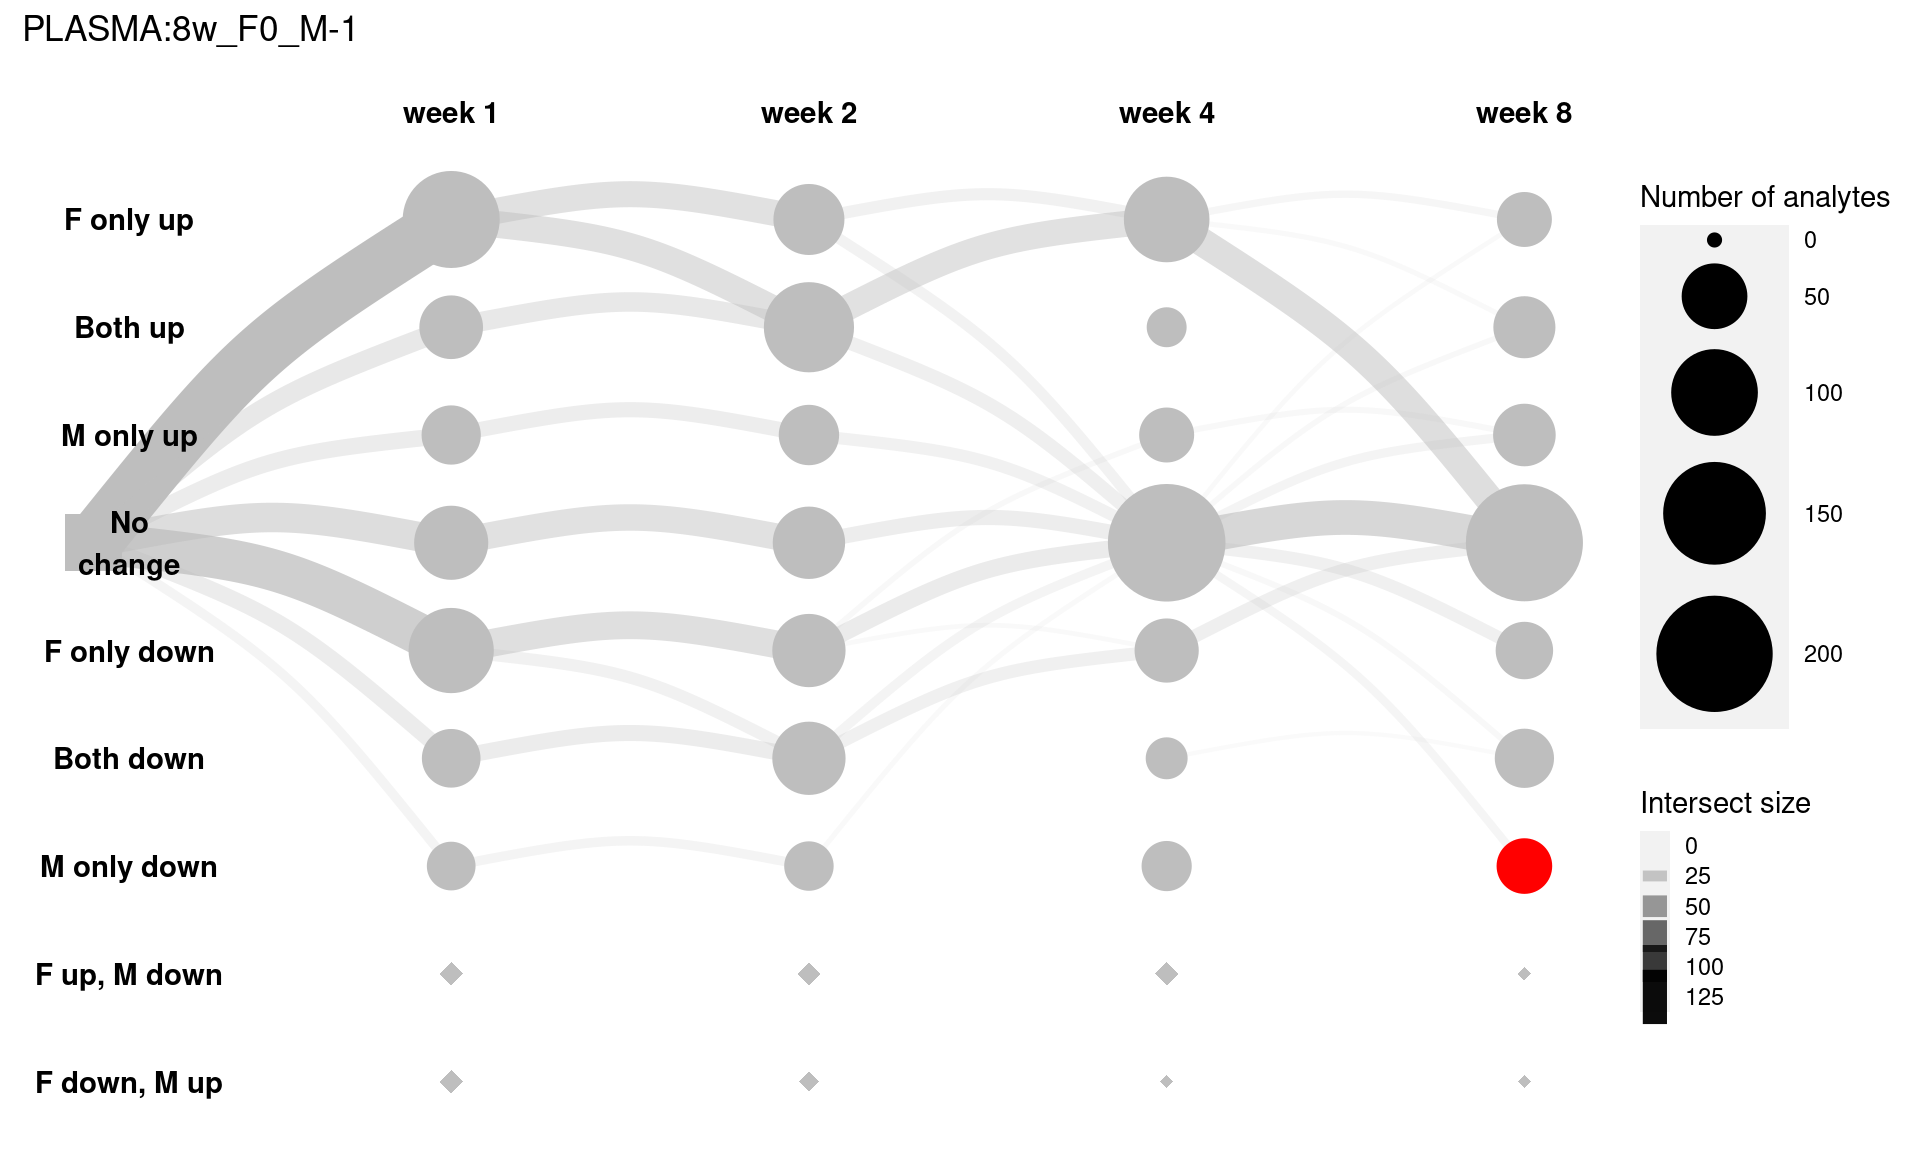 PLASMA:8w_F0_M-1
week 1
week 2
week 4
week 8
F only up
Both up
M only up
No
change
F only down
Both down
M only down
F up, M down
F down, M up
Number of analytes
0
50
100
150
200
Intersect size
0
25
50
75
100
125